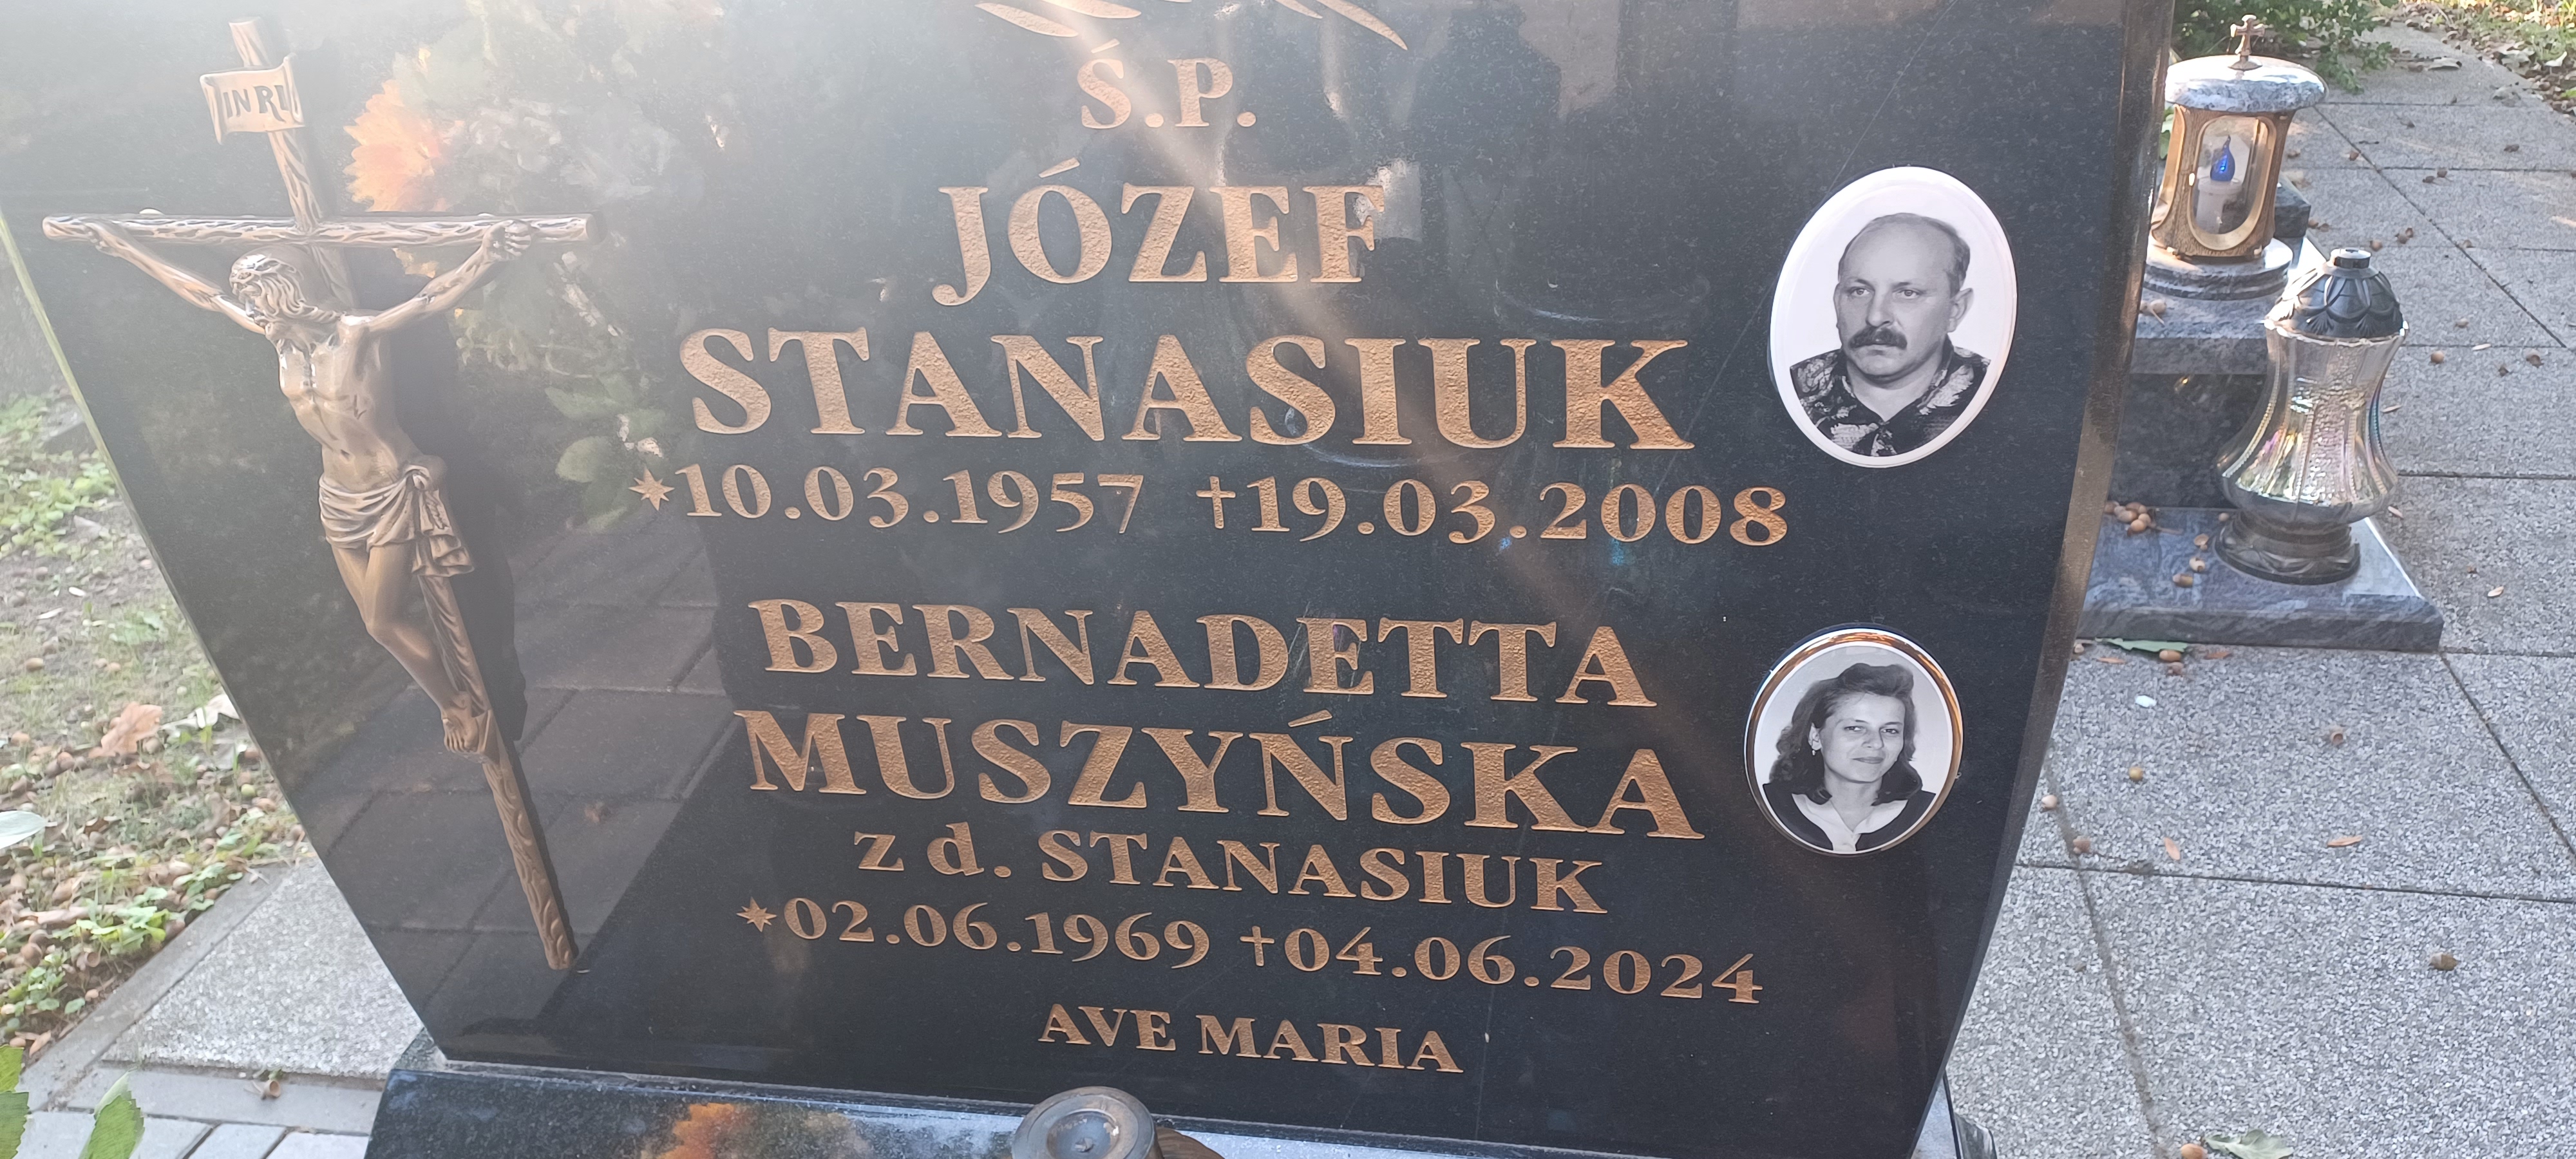 INRI
Ś.P.
JÓZEF
STANASIUK
*10.03.1957 †19.03.2008
BERNADETTA
MUSZYŃSKA
z d. STANASIUK
*02.06.1969 †04.06.2024
AVE MARIA